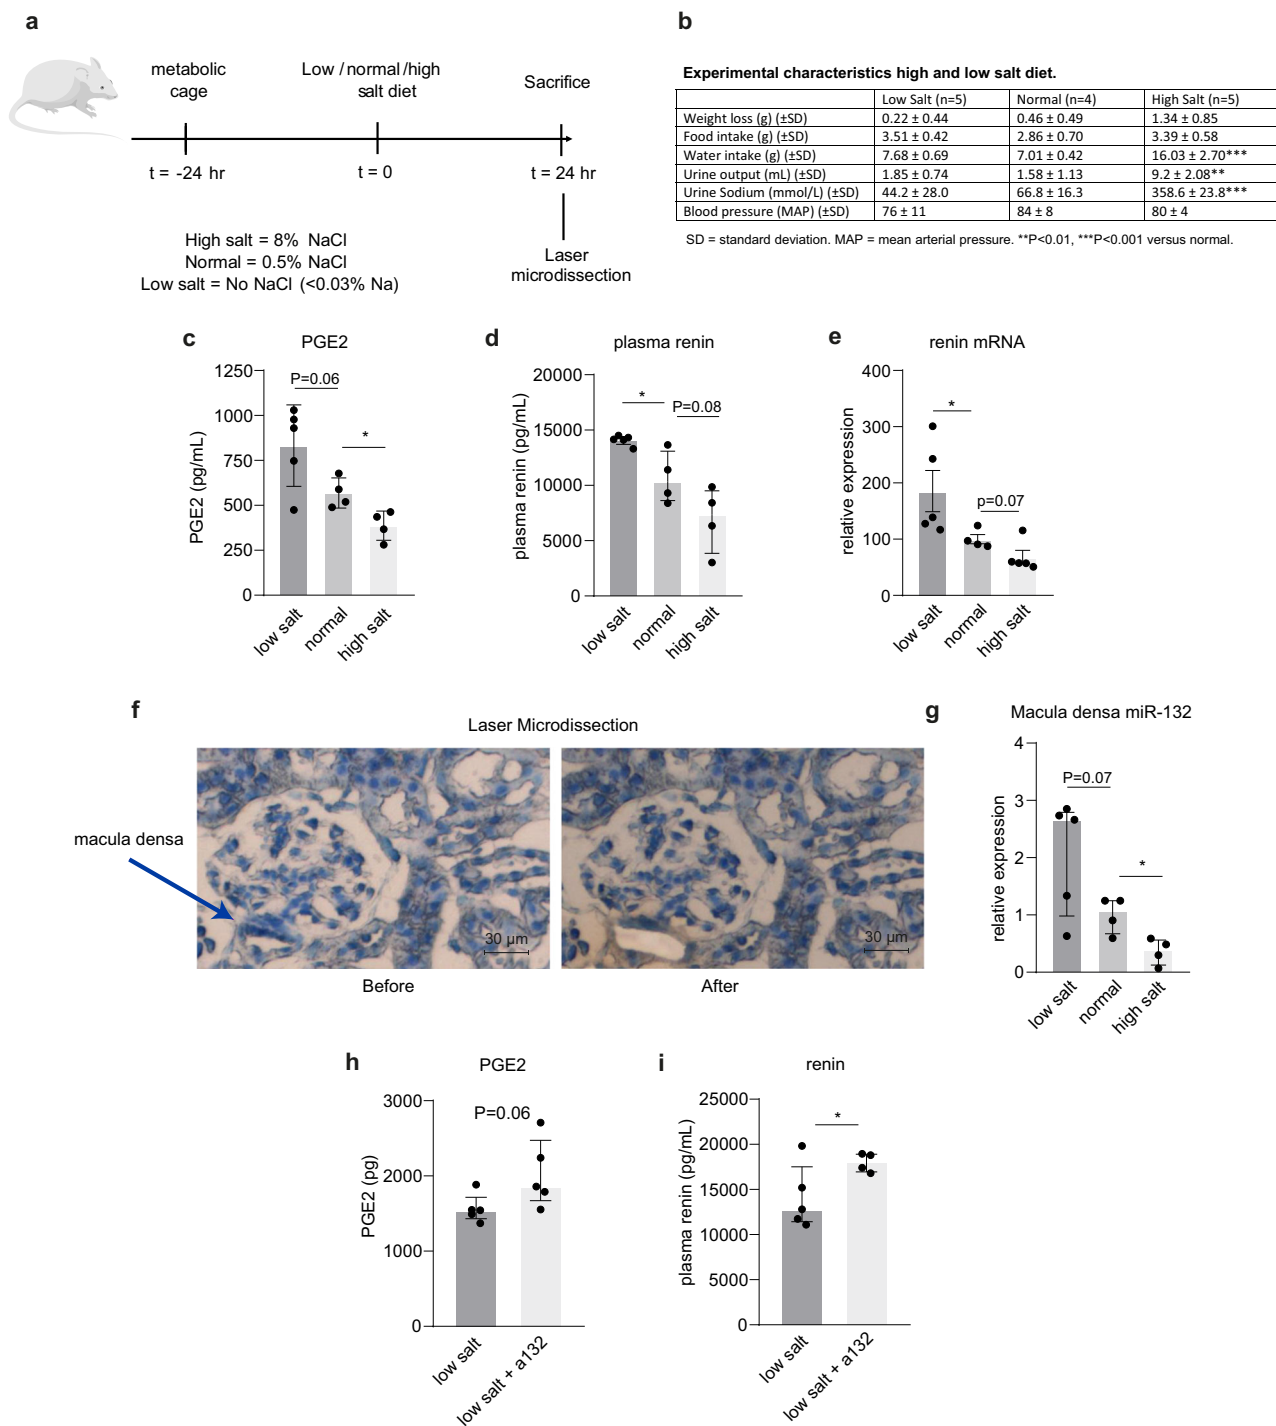 a
metabolic
cage
Low / normal /high
salt diet
Sacrifice
t = -24 hr
t = 0
t = 24 hr
High salt = 8% NaCl
Normal = 0.5% NaCl
Low salt = No NaCl (<0.03% Na)
Laser
microdissection
b
Experimental characteristics high and low salt diet.
Low Salt (n=5) Normal (n=4) High Salt (n=5)
Weight loss (g) (±SD) 0.22 ± 0.44 0.46 ± 0.49 1.34 ± 0.85
Food intake (g) (±SD) 3.51 ± 0.42 2.86 ± 0.70 3.39 ± 0.58
Water intake (g) (±SD) 7.68 ± 0.69 7.01 ± 0.42 16.03 ± 2.70***
Urine output (mL) (±SD) 1.85 ± 0.74 1.58 ± 1.13 9.2 ± 2.08**
Urine Sodium (mmol/L) (±SD) 44.2 ± 28.0 66.8 ± 16.3 358.6 ± 23.8***
Blood pressure (MAP) (±SD) 76 ± 11 84 ± 8 80 ± 4
SD = standard deviation. MAP = mean arterial pressure. **P<0.01, ***P<0.001 versus normal.
c
PGE2
PGE2 (pg/mL)
1250
1000
750
500
250
0
P=0.06
*
low salt
normal
high salt
d
plasma renin
plasma renin (pg/mL)
20000
15000
10000
5000
0
*
P=0.08
low salt
normal
high salt
e
renin mRNA
relative expression
400
300
200
100
0
*
p=0.07
low salt
normal
high salt
f
Laser Microdissection
macula densa
30 µm
30 µm
Before
After
g
Macula densa miR-132
relative expression
4
3
2
1
0
P=0.07
*
low salt
normal
high salt
h
PGE2
PGE2 (pg)
3000
2000
1000
0
P=0.06
low salt
low salt + a132
i
renin
plasma renin (pg/mL)
25000
20000
15000
10000
5000
0
*
low salt
low salt + a132